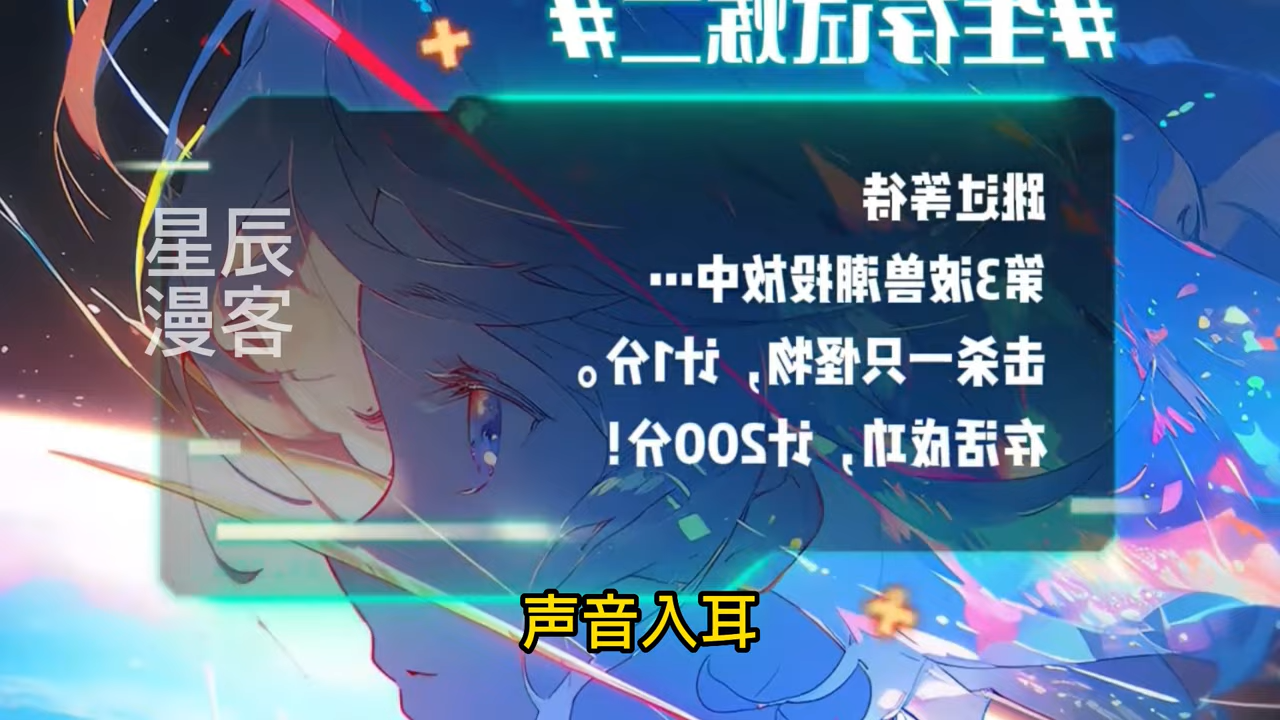 #生存试炼二#
跳过等待
第3波兽潮投放中…
击杀一只怪物，计1分。
存活成功，计200分！
星辰
漫客
声音入耳